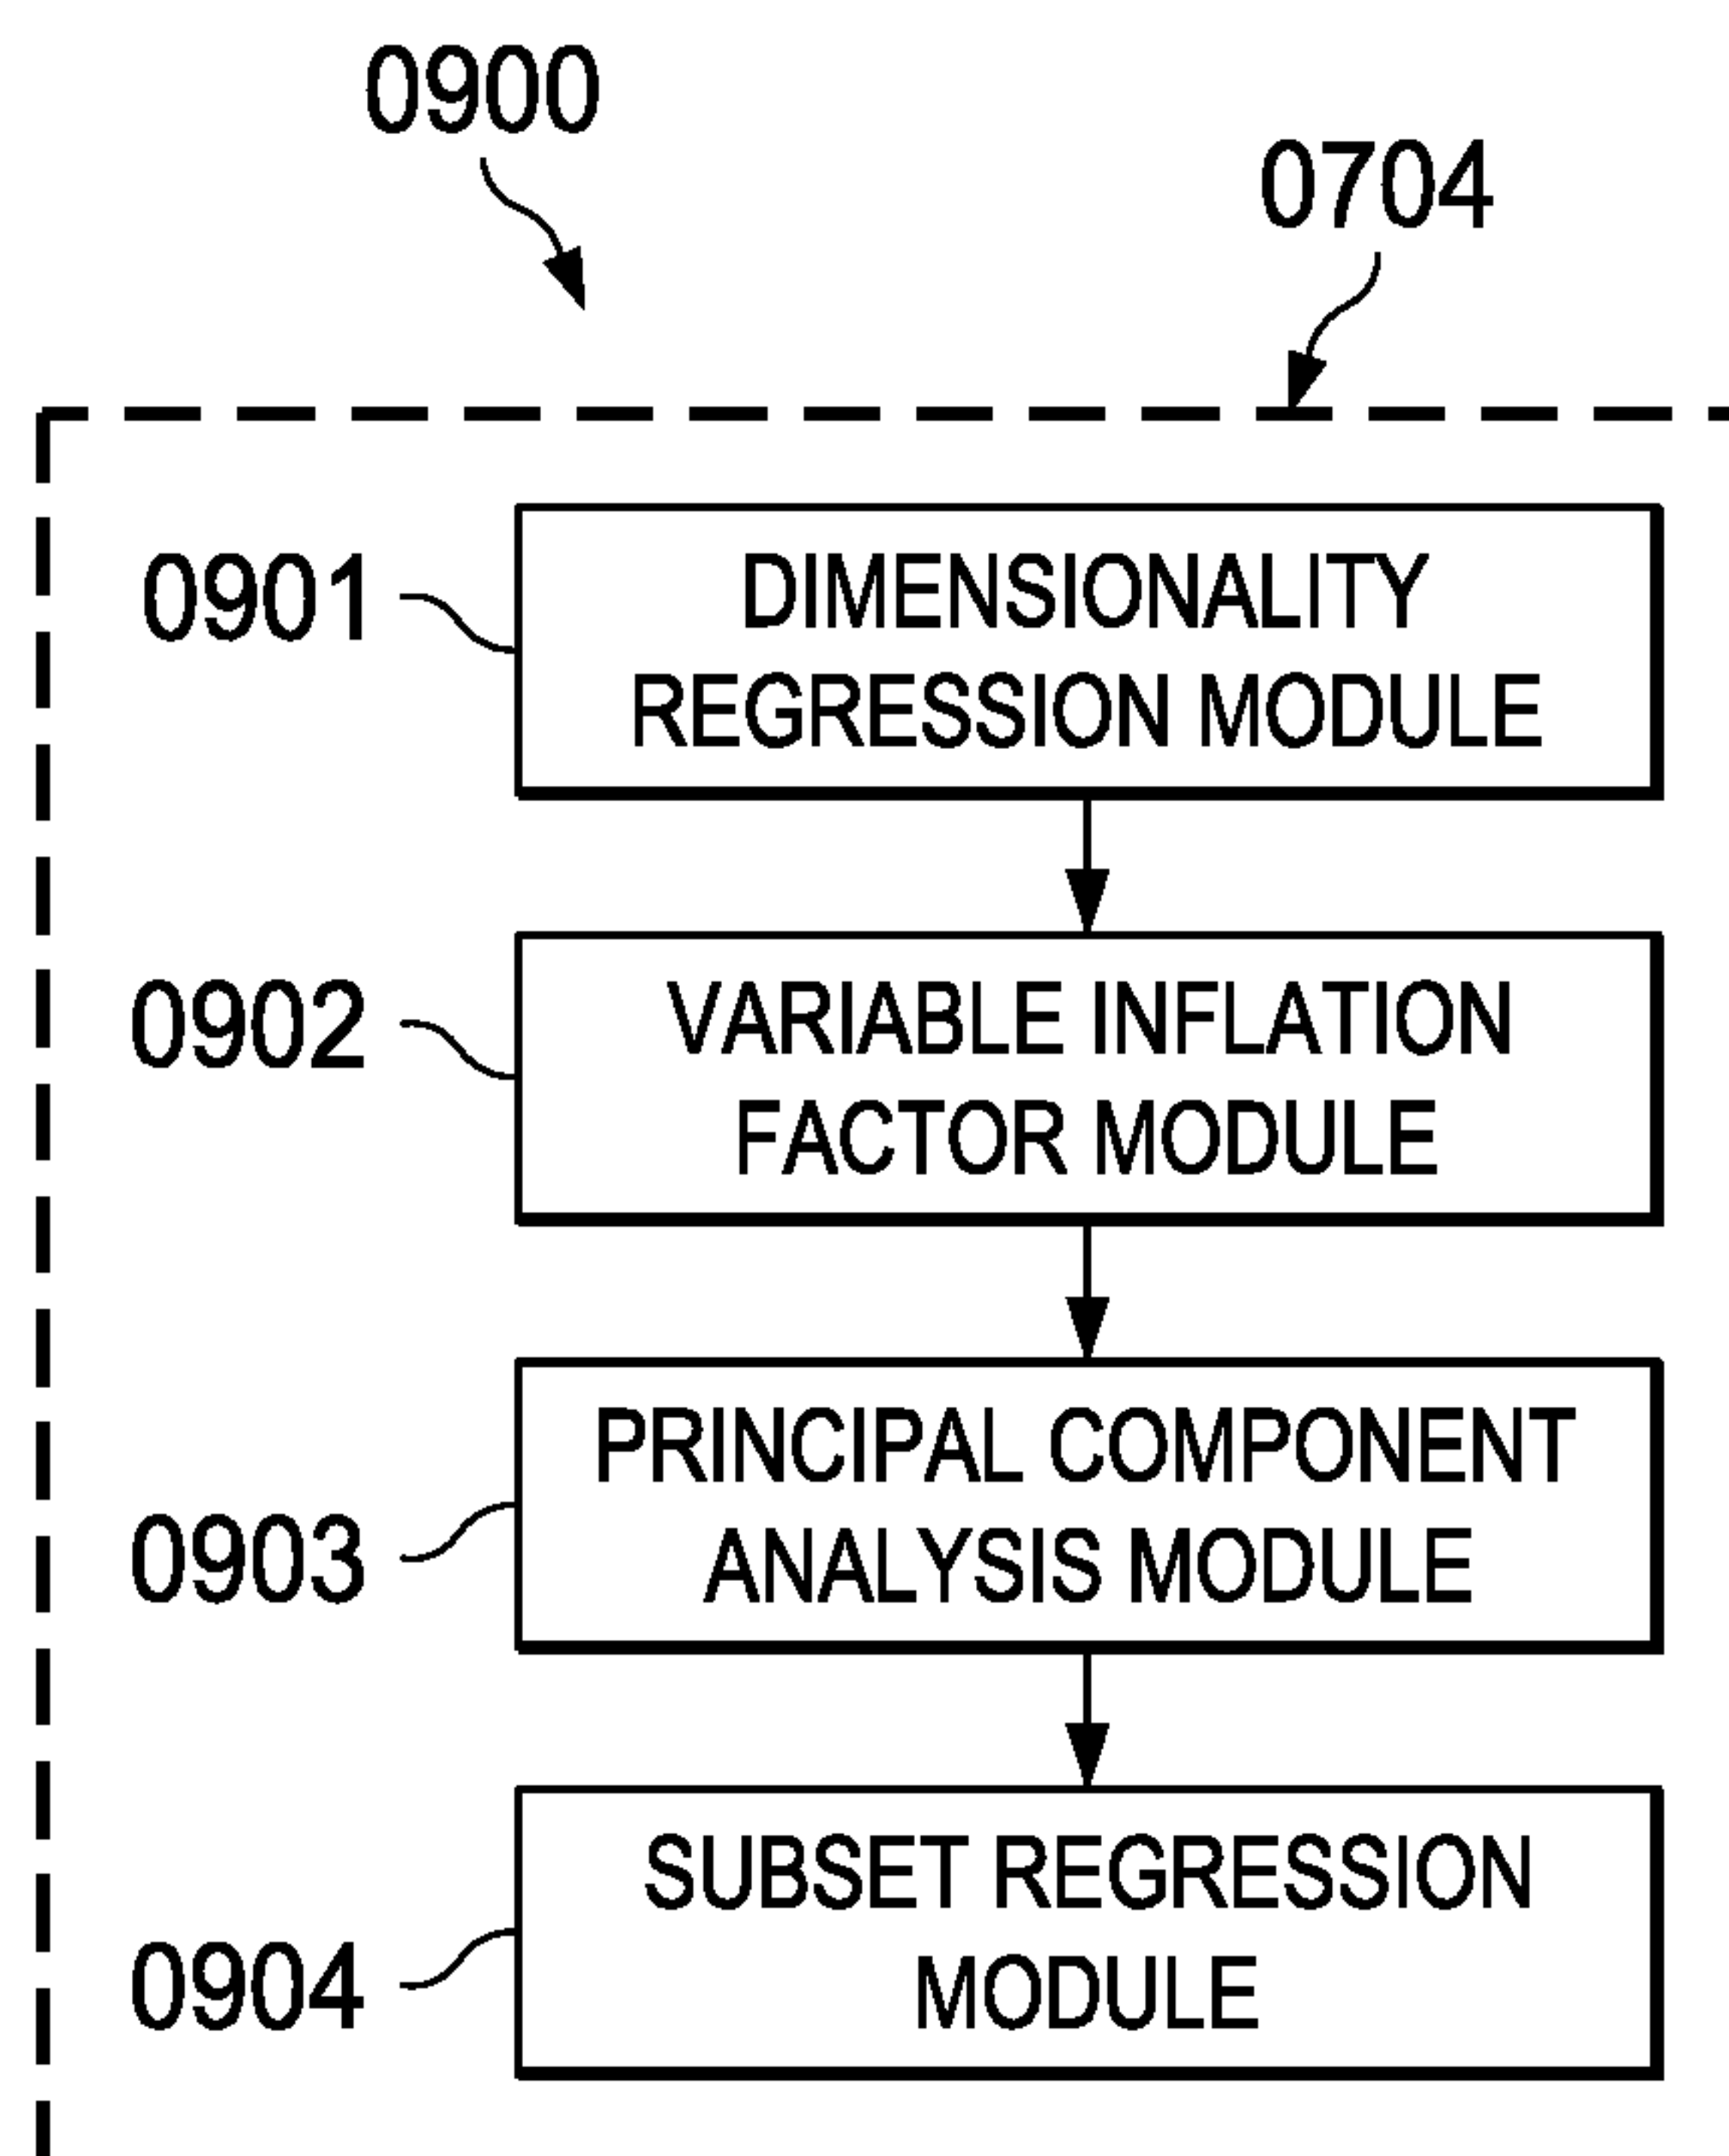 0900
0704
0901
DIMENSIONALITY
REGRESSION MODULE
0902
VARIABLE INFLATION
FACTOR MODULE
0903
PRINCIPAL COMPONENT
ANALYSIS MODULE
0904
SUBSET REGRESSION
MODULE